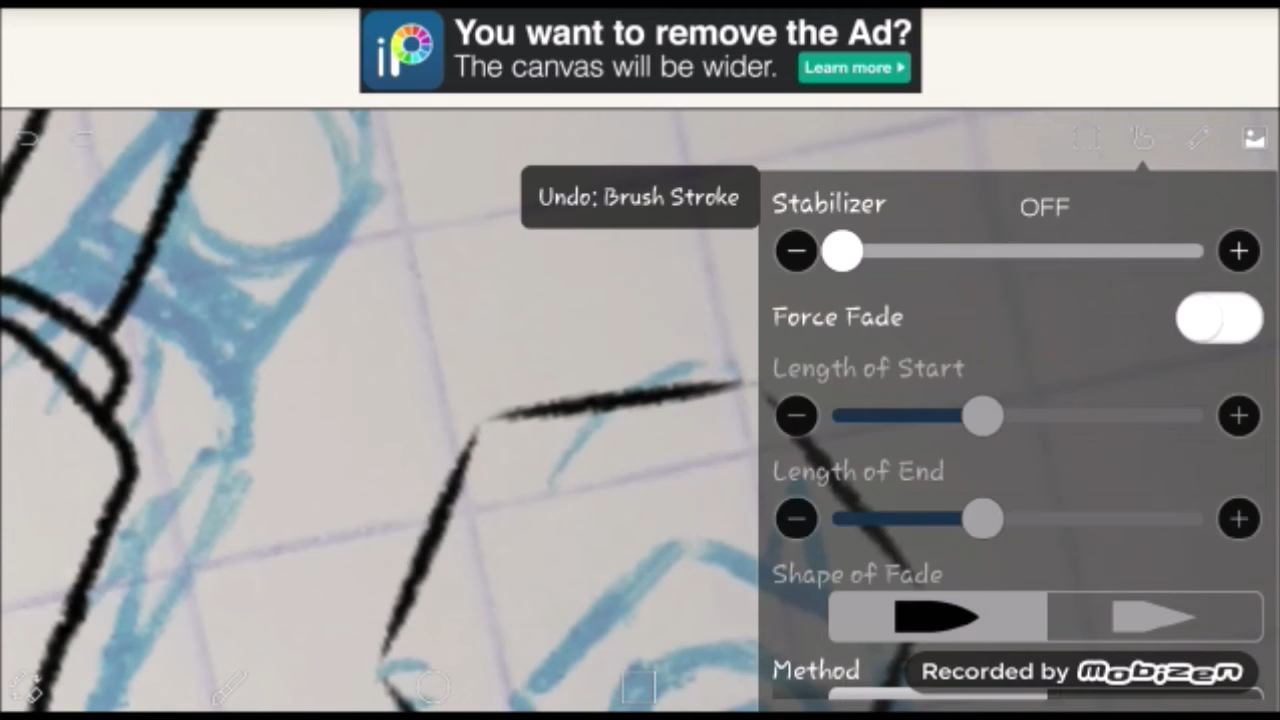 iP
You want to remove the Ad?
The canvas will be wider.
Learn more
Undo: Brush Stroke
Stabilizer
OFF
Force Fade
Length of Start
Length of End
Shape of Fade
Method
Recorded by mobizen